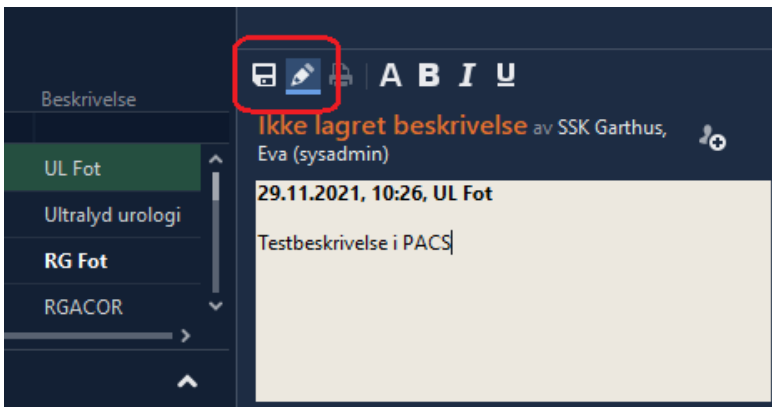 Beskrivelse
UL Fot
Ultralyd urologi
RG Fot
RGACOR
A B I U
Ikke lagret beskrivelse av SSK Garthus,
Eva (sysadmin)
29.11.2021, 10:26, UL Fot
Testbeskrivelse i PACS